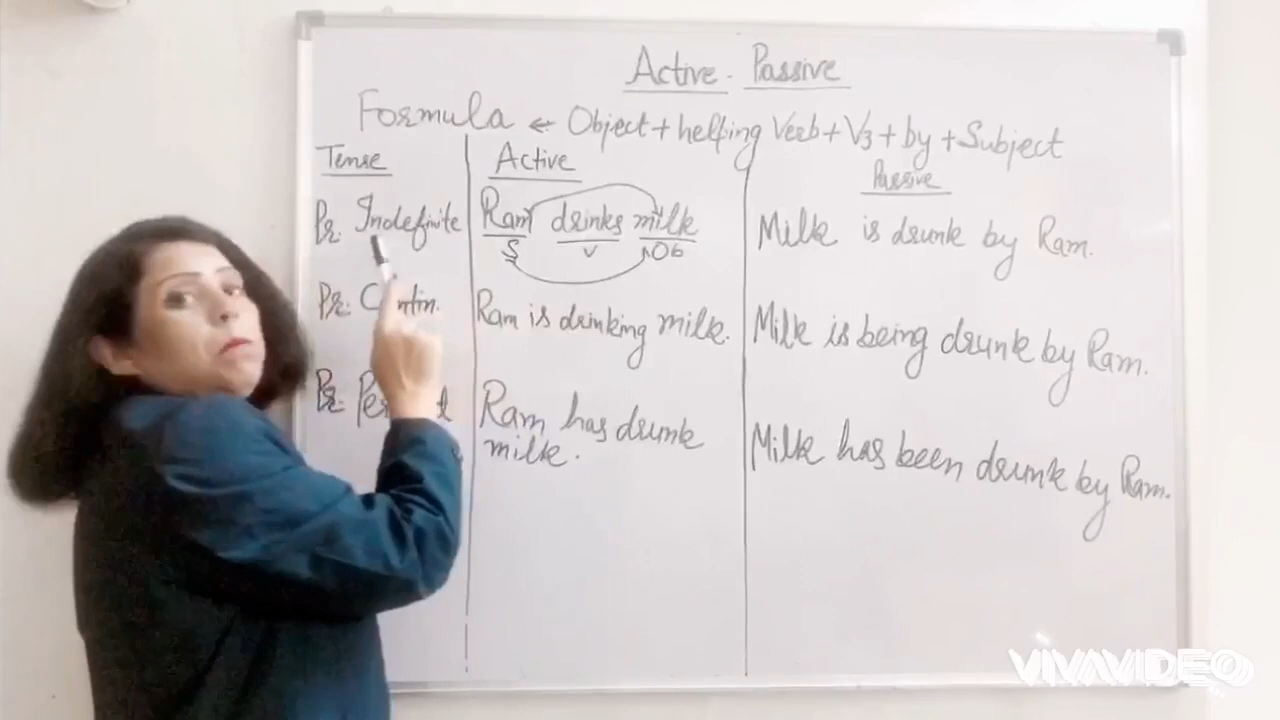 Active - Passive
Formula ← Object + helping Verb + V3 + by + Subject
Tense Active Passive
Pr. Indefinite Ram drinks milk Milk is drunk by Ram.
S V Ob
Pr. Contin. Ram is drinking milk. Milk is being drunk by Ram.
Pr. Ram has drunk Milk has been drunk by Ram.
milk.
VIVAVIDEO